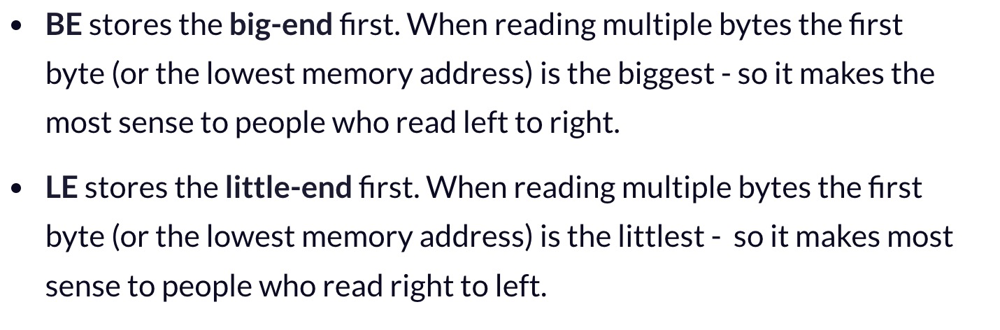 • BE stores the big-end first. When reading multiple bytes the first
byte (or the lowest memory address) is the biggest - so it makes the
most sense to people who read left to right.
• LE stores the little-end first. When reading multiple bytes the first
byte (or the lowest memory address) is the littlest -  so it makes most
sense to people who read right to left.